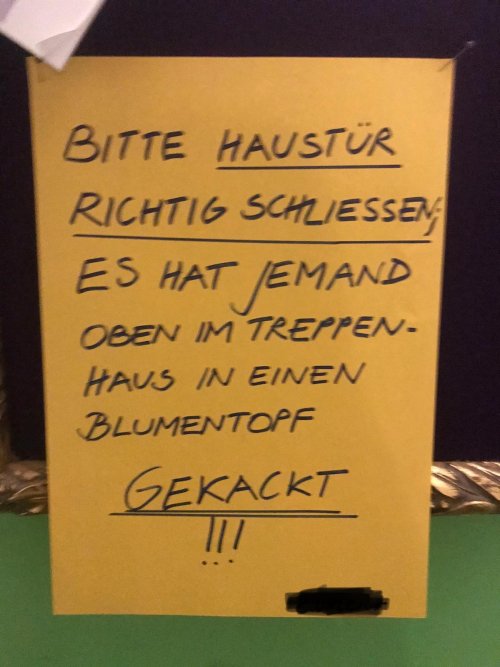 BITTE HAUSTÜR
RICHTIG SCHLIESSEN,
ES HAT JEMAND
OBEN IM TREPPEN-
HAUS IN EINEN
BLUMENTOPF
GEKACKT
!!!